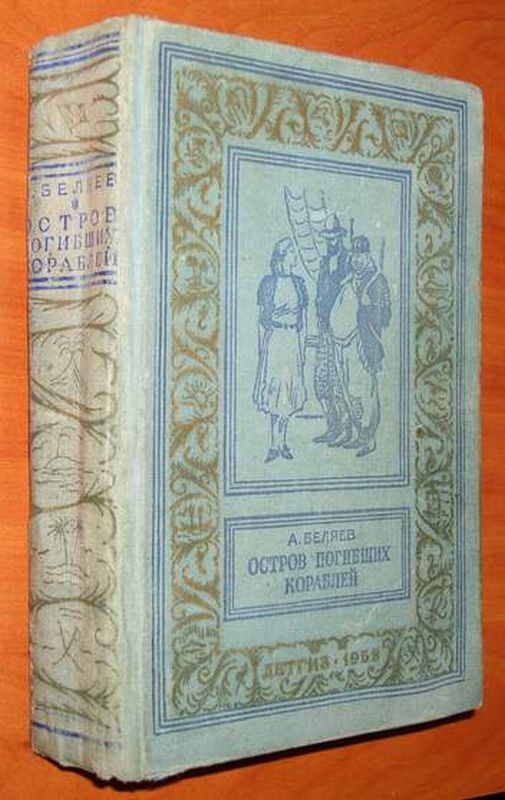 . БЕЛЯЕВ
ОСТРОВ
ПОГИБШИХ
КОРАБЛЕЙ
А. БЕЛЯЕВ
ОСТРОВ ПОГИБШИХ
КОРАБЛЕЙ
ДЕТГИЗ • 1958